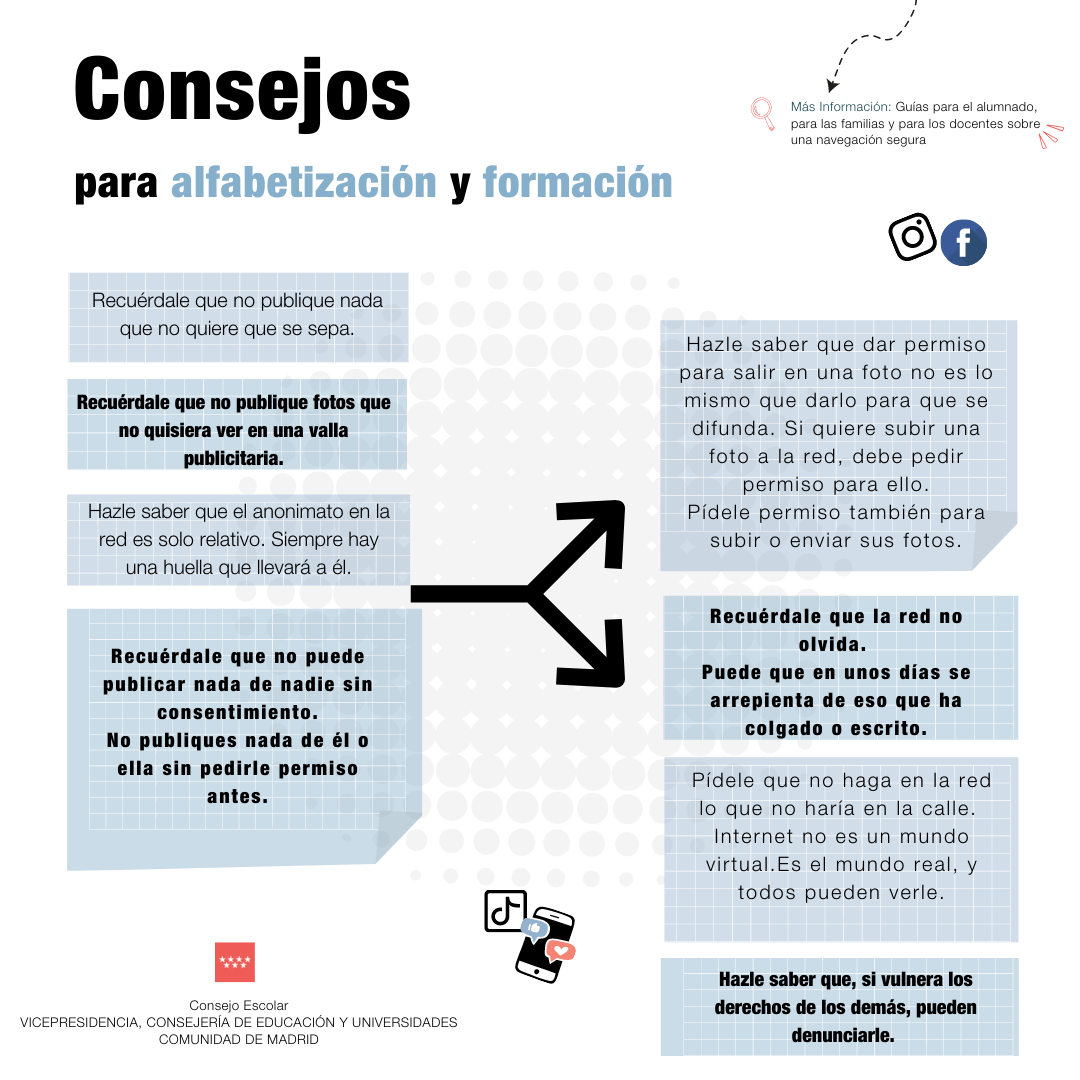 Consejos
para alfabetización y formación
Más Información: Guías para el alumnado,
para las familias y para los docentes sobre
una navegación segura
Recuérdale que no publique nada
que no quiere que se sepa.
Recuérdale que no publique fotos que
no quisiera ver en una valla
publicitaria.
Hazle saber que el anonimato en la
red es solo relativo. Siempre hay
una huella que llevará a él.
Recuérdale que no puede
publicar nada de nadie sin
consentimiento.
No publiques nada de él o
ella sin pedirle permiso
antes.
Hazle saber que dar permiso
para salir en una foto no es lo
mismo que darlo para que se
difunda. Si quiere subir una
foto a la red, debe pedir
permiso para ello.
Pídele permiso también para
subir o enviar sus fotos.
Recuérdale que la red no
olvida.
Puede que en unos días se
arrepienta de eso que ha
colgado o escrito.
Pídele que no haga en la red
lo que no haría en la calle.
Internet no es un mundo
virtual.Es el mundo real, y
todos pueden verle.
Hazle saber que, si vulnera los
derechos de los demás, pueden
denunciarle.
Consejo Escolar
VICEPRESIDENCIA, CONSEJERÍA DE EDUCACIÓN Y UNIVERSIDADES
COMUNIDAD DE MADRID